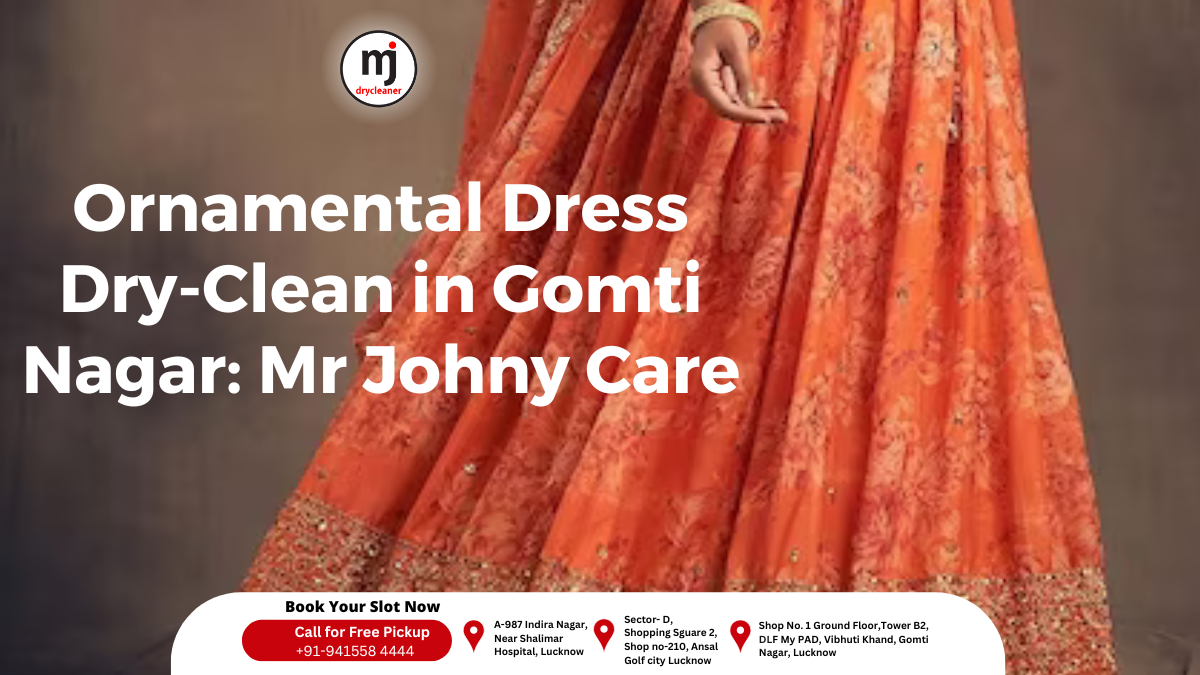 mj
drycleaner
Ornamental Dress
Dry-Clean in Gomti
Nagar: Mr Johny Care
Book Your Slot Now
Call for Free Pickup
+91-941558 4444
A-987 Indira Nagar,
Near Shalimar
Hospital, Lucknow
Sector- D,
Shopping Sguare 2,
Shop no-210, Ansal
Golf city Lucknow
Shop No. 1 Ground Floor,Tower B2,
DLF My PAD, Vibhuti Khand, Gomti
Nagar, Lucknow